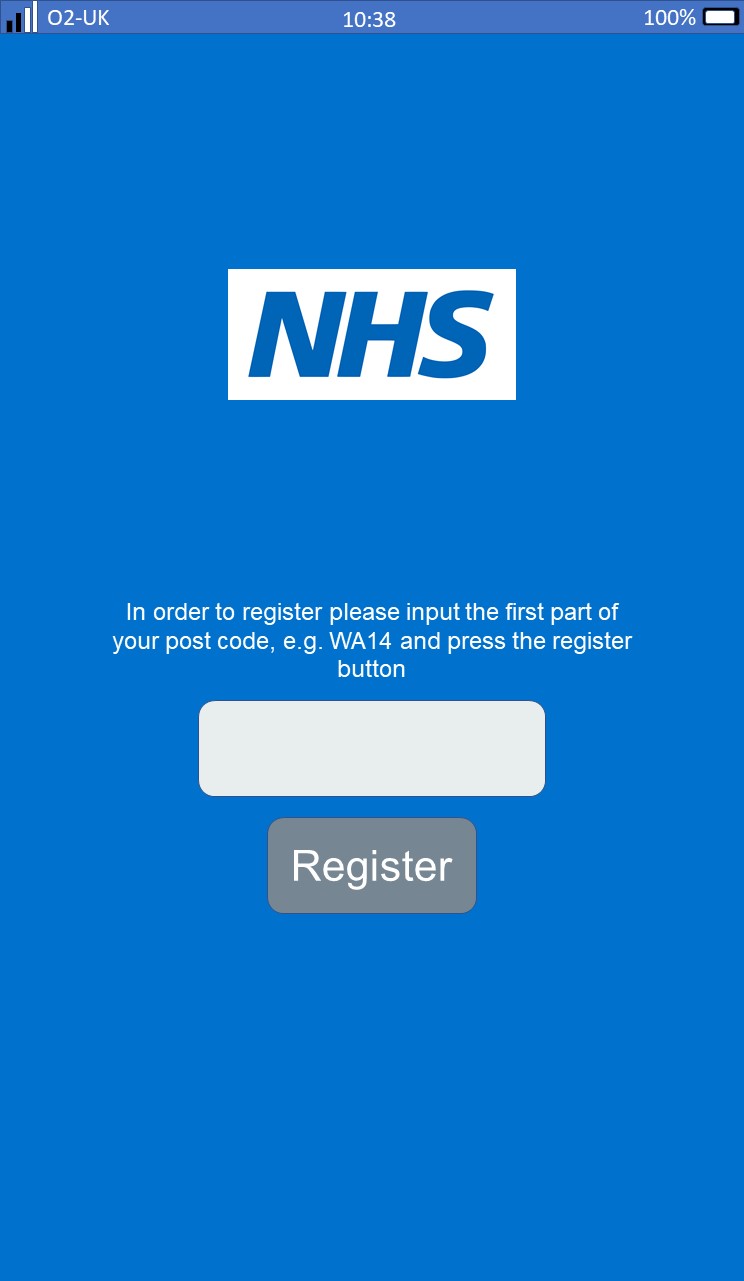 O2-UK 10:38 100%
NHS
In order to register please input the first part of
your post code, e.g. WA14 and press the register
button
Register